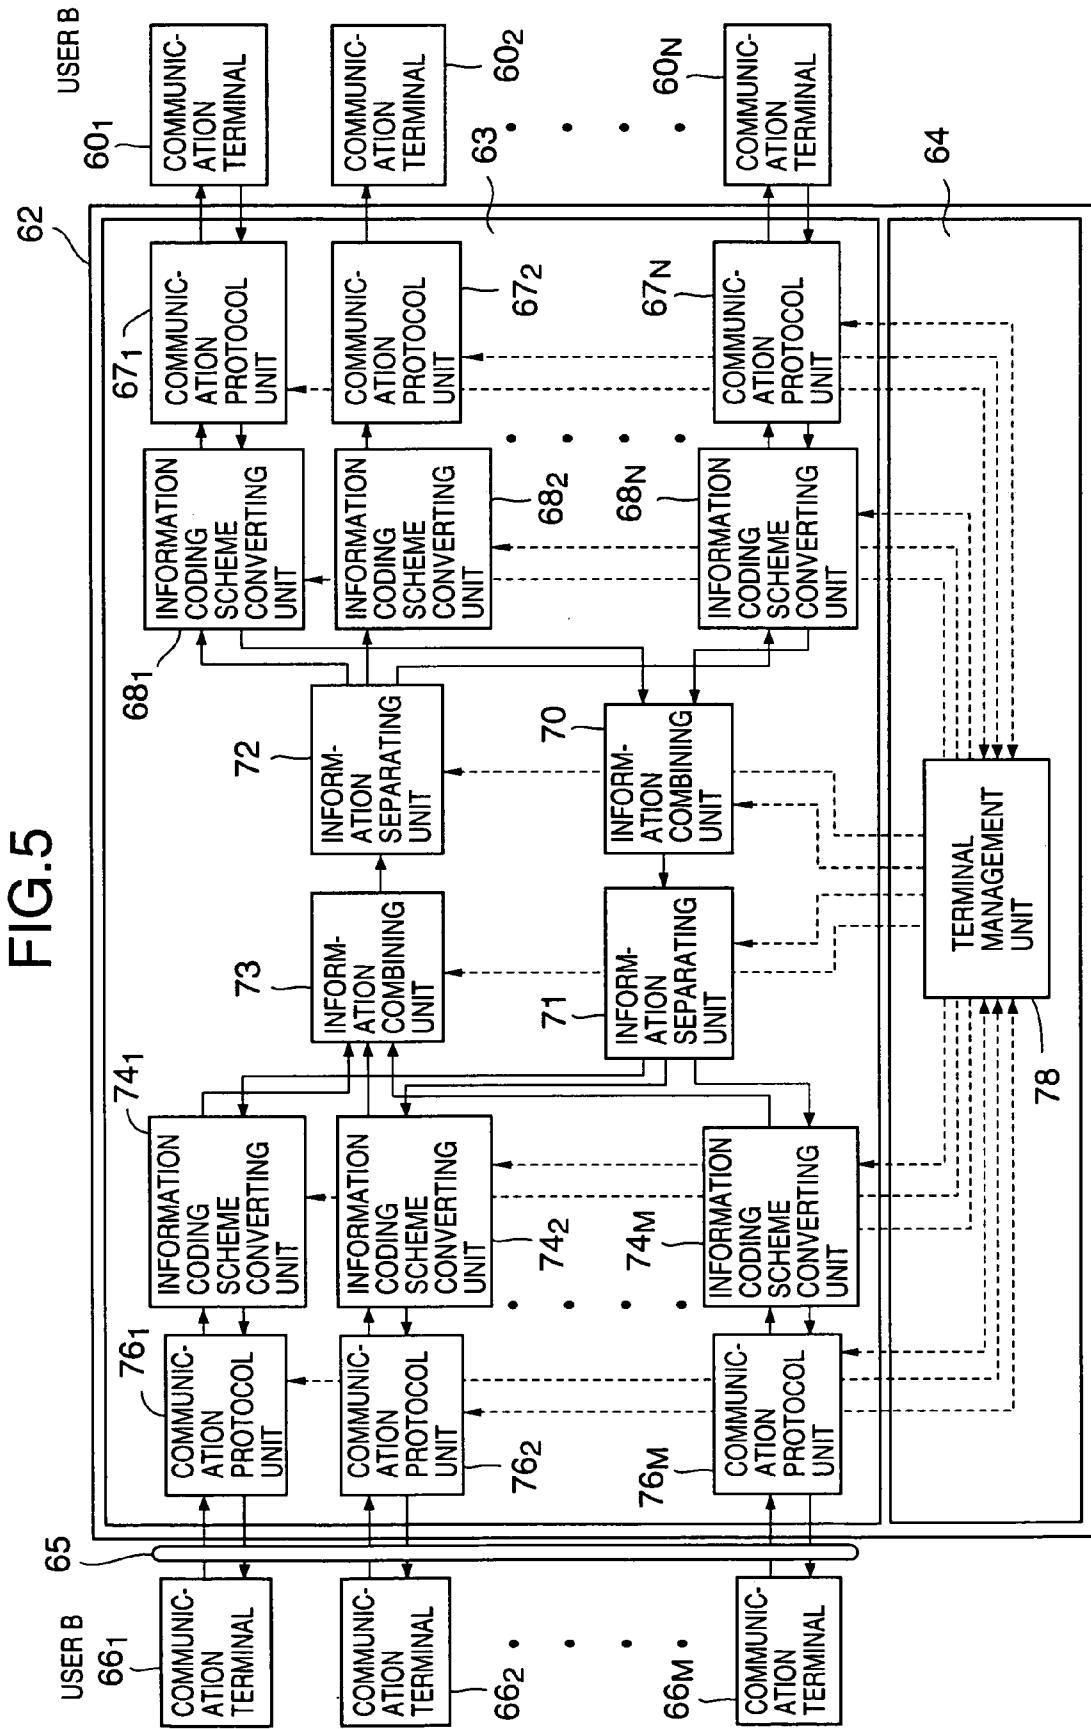 FIG.5
USER B
66₁
COMMUNIC-
ATION
TERMINAL
66₂
COMMUNIC-
ATION
TERMINAL
66M
COMMUNIC-
ATION
TERMINAL
65
76₁
COMMUNIC-
ATION
PROTOCOL
UNIT
76₂
COMMUNIC-
ATION
PROTOCOL
UNIT
76M
COMMUNIC-
ATION
PROTOCOL
UNIT
74₁
INFORMATION
CODING
SCHEME
CONVERTING
UNIT
74₂
INFORMATION
CODING
SCHEME
CONVERTING
UNIT
74M
INFORMATION
CODING
SCHEME
CONVERTING
UNIT
73
INFORM-
ATION
COMBINING
UNIT
71
INFORM-
ATION
SEPARATING
UNIT
72
INFORM-
ATION
SEPARATING
UNIT
70
INFORM-
ATION
COMBINING
UNIT
68₁
INFORMATION
CODING
SCHEME
CONVERTING
UNIT
68₂
INFORMATION
CODING
SCHEME
CONVERTING
UNIT
68N
INFORMATION
CODING
SCHEME
CONVERTING
UNIT
67₁
COMMUNIC-
ATION
PROTOCOL
UNIT
67₂
COMMUNIC-
ATION
PROTOCOL
UNIT
67N
COMMUNIC-
ATION
PROTOCOL
UNIT
62
63
64
USER B
60₁
COMMUNIC-
ATION
TERMINAL
60₂
COMMUNIC-
ATION
TERMINAL
60N
COMMUNIC-
ATION
TERMINAL
78
TERMINAL
MANAGEMENT
UNIT